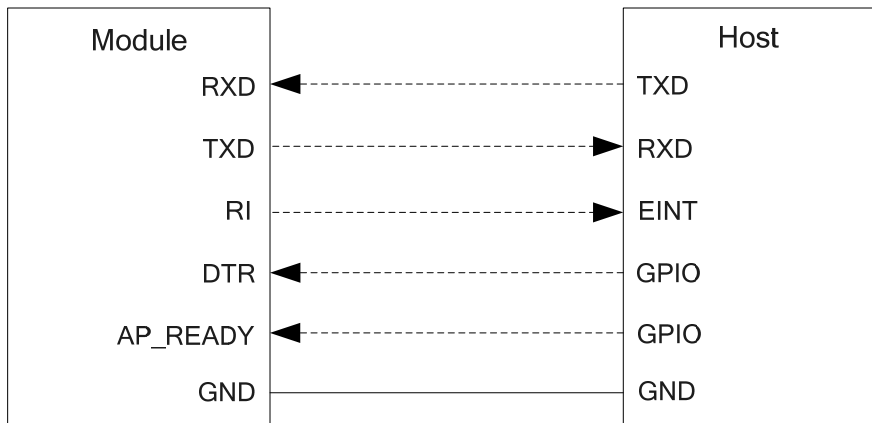 Module
Host
RXD
TXD
TXD
RXD
RI
EINT
DTR
GPIO
AP_READY
GPIO
GND
GND